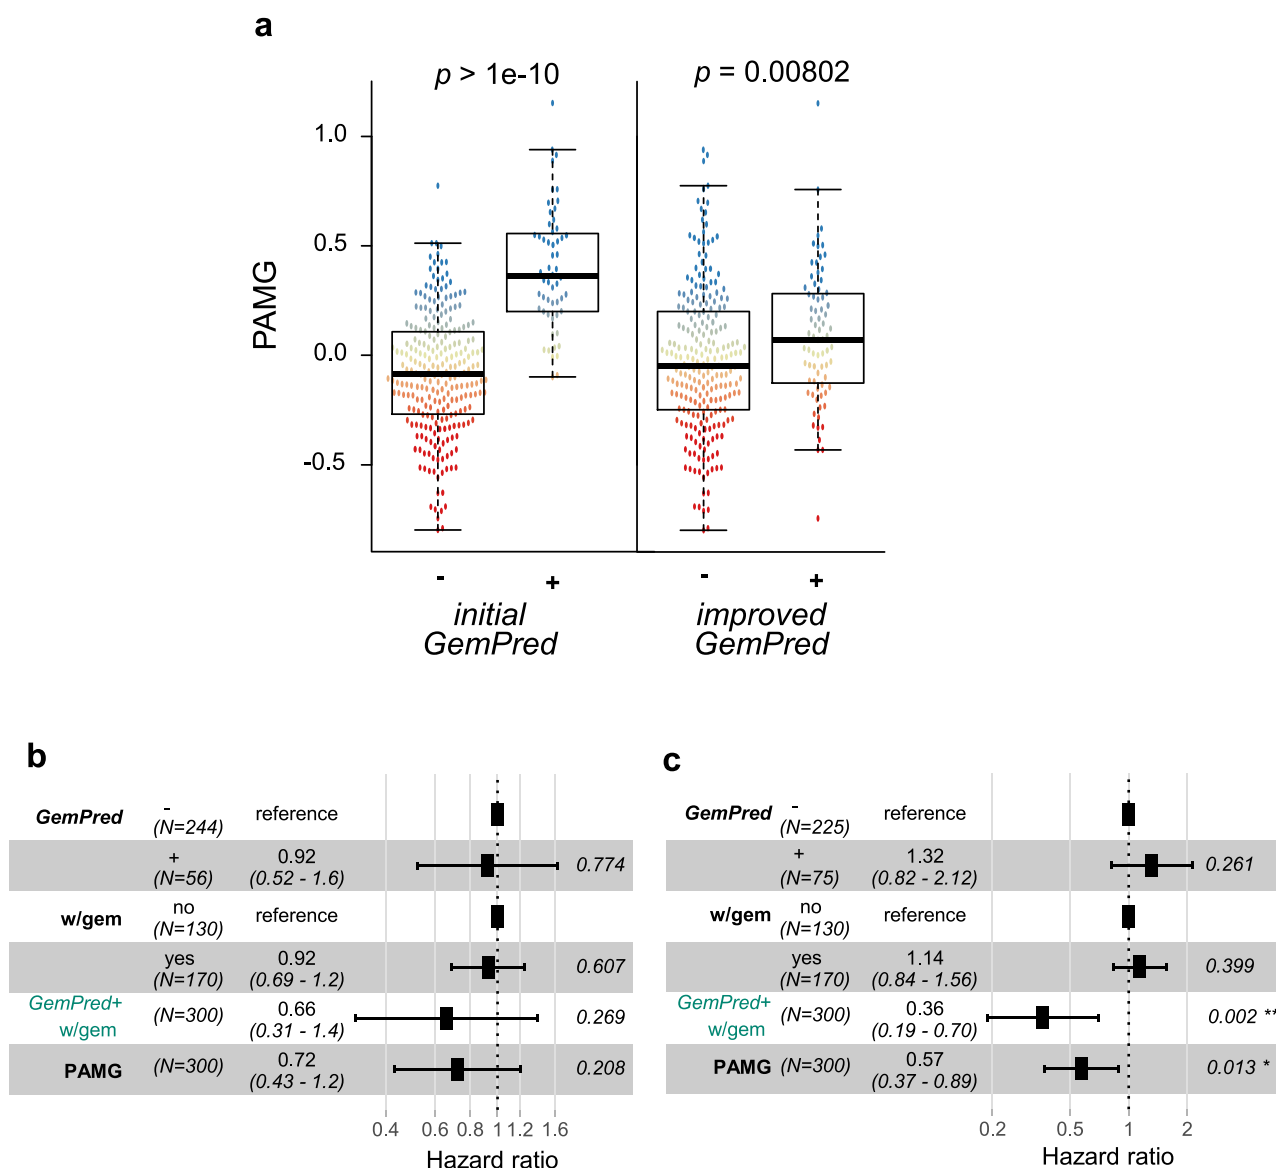 a
p > 1e-10
p = 0.00802
PAMG
1.0
0.5
0.0
-0.5
- + - +
initial
GemPred
improved
GemPred
b
GemPred - reference
(N=244)
+ 0.92 0.774
(N=56) (0.52 - 1.6)
w/gem no reference
(N=130)
yes 0.92 0.607
(N=170) (0.69 - 1.2)
GemPred+ (N=300) 0.66 0.269
w/gem (0.31 - 1.4)
PAMG (N=300) 0.72 0.208
(0.43 - 1.2)
0.4 0.6 0.8 1 1.2 1.6
Hazard ratio
c
GemPred - reference
(N=225)
+ 1.32 0.261
(N=75) (0.82 - 2.12)
w/gem no reference
(N=130)
yes 1.14 0.399
(N=170) (0.84 - 1.56)
GemPred+ (N=300) 0.36 0.002 **
w/gem (0.19 - 0.70)
PAMG (N=300) 0.57 0.013 *
(0.37 - 0.89)
0.2 0.5 1 2
Hazard ratio